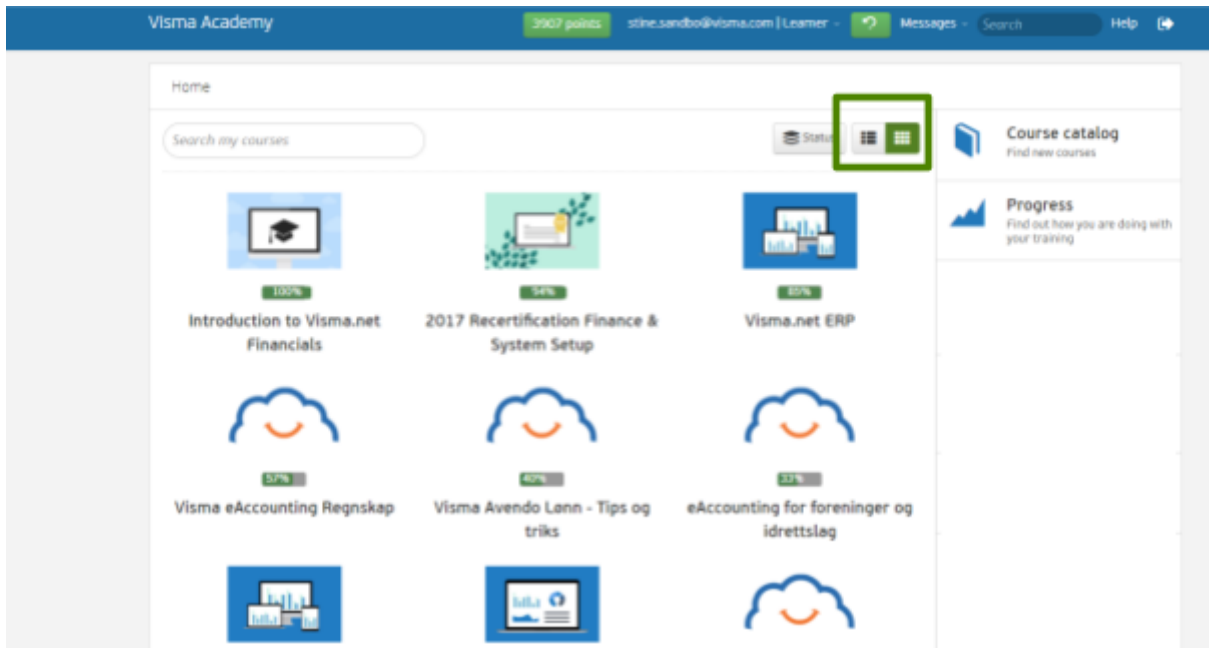 Visma Academy
3907 points
stine.sandbo@visma.com | Learner
Messages
Search
Help
Home
Search my courses
Status
Course catalog
Find new courses
Progress
Find out how you are doing with
your training
100%
94%
85%
Introduction to Visma.net
Financials
2017 Recertification Finance &
System Setup
Visma.net ERP
57%
40%
33%
Visma eAccounting Regnskap
Visma Avendo Lønn - Tips og
triks
eAccounting for foreninger og
idrettslag